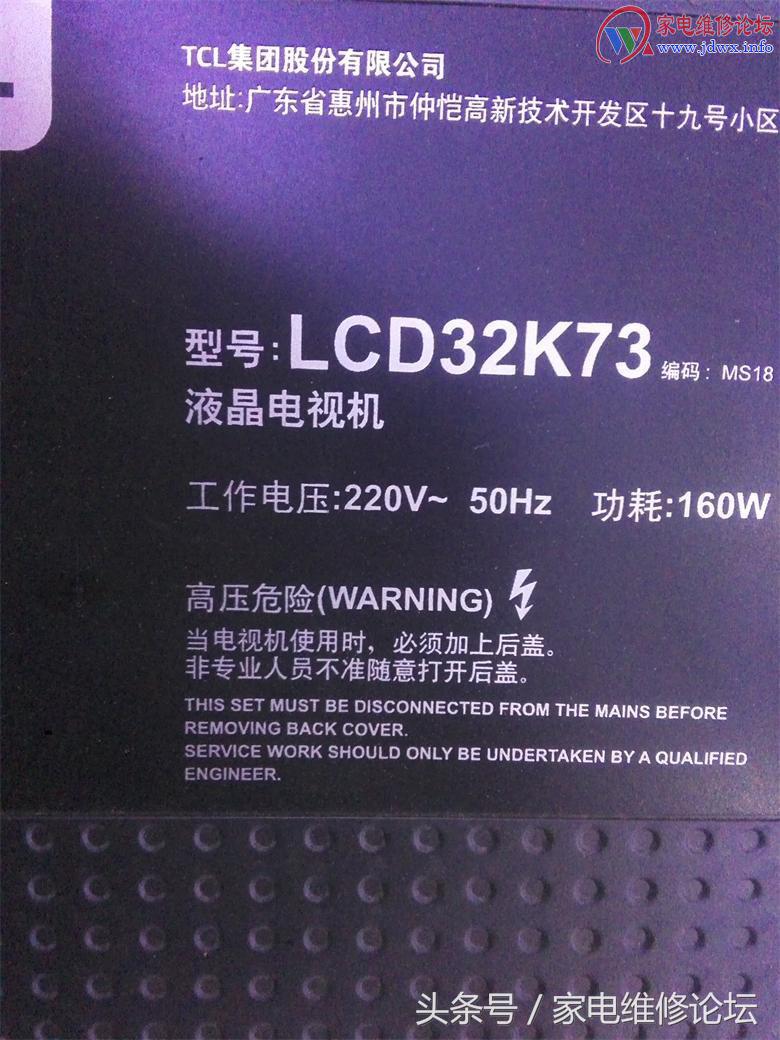 家电维修论坛
www.jdwx.info
TCL集团股份有限公司
地址:广东省惠州市仲恺高新技术开发区十九号小区
型号:LCD32K73 编码: MS18
液晶电视机
工作电压:220V~ 50Hz 功耗:160W
高压危险(WARNING)
当电视机使用时，必须加上后盖。
非专业人员不准随意打开后盖。
THIS SET MUST BE DISCONNECTED FROM THE MAINS BEFORE
REMOVING BACK COVER.
SERVICE WORK SHOULD ONLY BE UNDERTAKEN BY A QUALIFIED
ENGINEER.
头条号 / 家电维修论坛